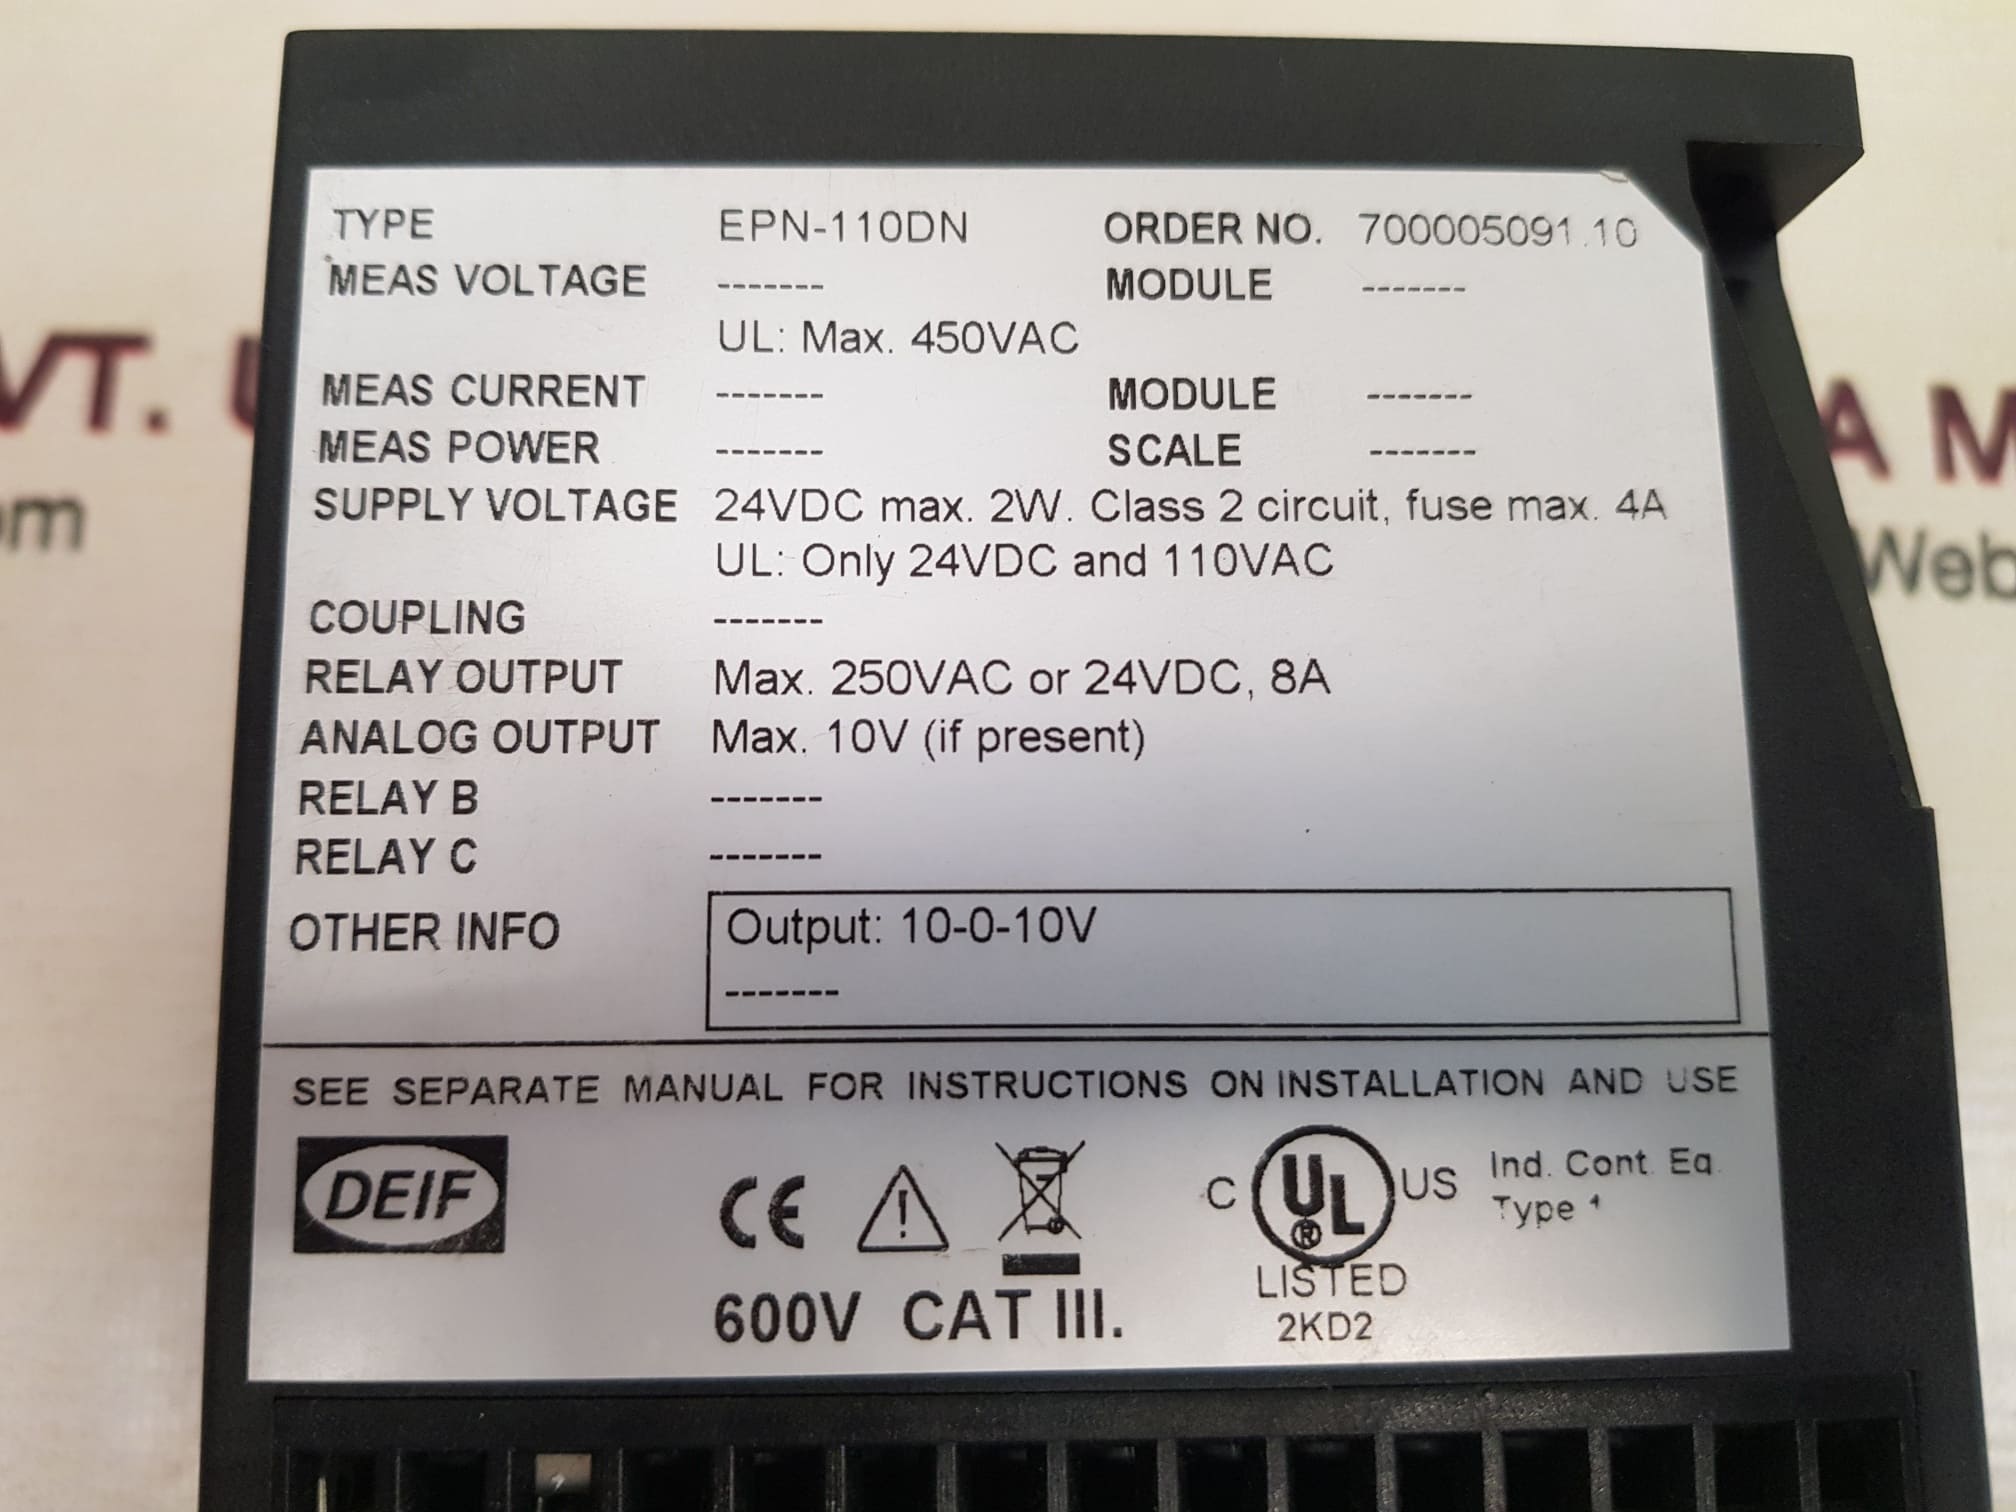 TYPE EPN-110DN ORDER NO. 700005091.10
MEAS VOLTAGE ------- MODULE -------
UL: Max. 450VAC
MEAS CURRENT ------- MODULE -------
MEAS POWER ------- SCALE -------
SUPPLY VOLTAGE 24VDC max. 2W. Class 2 circuit, fuse max. 4A
UL: Only 24VDC and 110VAC
COUPLING -------
RELAY OUTPUT Max. 250VAC or 24VDC, 8A
ANALOG OUTPUT Max. 10V (if present)
RELAY B -------
RELAY C -------
OTHER INFO Output: 10-0-10V
-------
SEE SEPARATE MANUAL FOR INSTRUCTIONS ON INSTALLATION AND USE
DEIF CE C UL ® US Ind. Cont. Eq.
Type
LISTED
600V CAT III. 2KD2
VT.
om
A M
Web